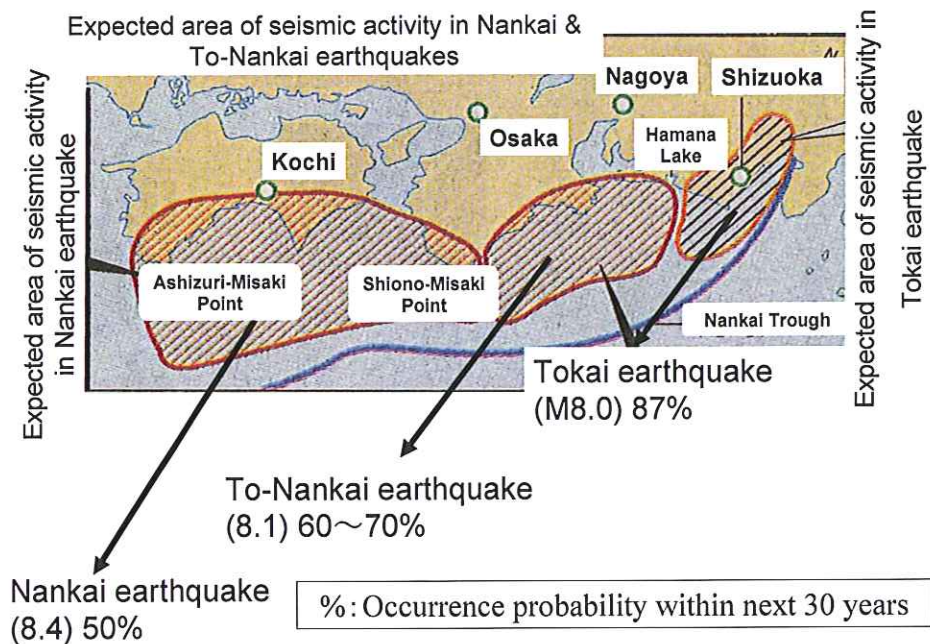 Expected area of seismic activity in Nankai &
To-Nankai earthquakes
Expected area of seismic activity
in Nankai earthquake
Expected area of seismic activity in
Tokai earthquake
Nagoya
Shizuoka
Osaka
Hamana
Lake
Kochi
Ashizuri-Misaki
Point
Shiono-Misaki
Point
Nankai Trough
Tokai earthquake
(M8.0) 87%
To-Nankai earthquake
(8.1) 60～70%
Nankai earthquake
(8.4) 50%
%: Occurrence probability within next 30 years